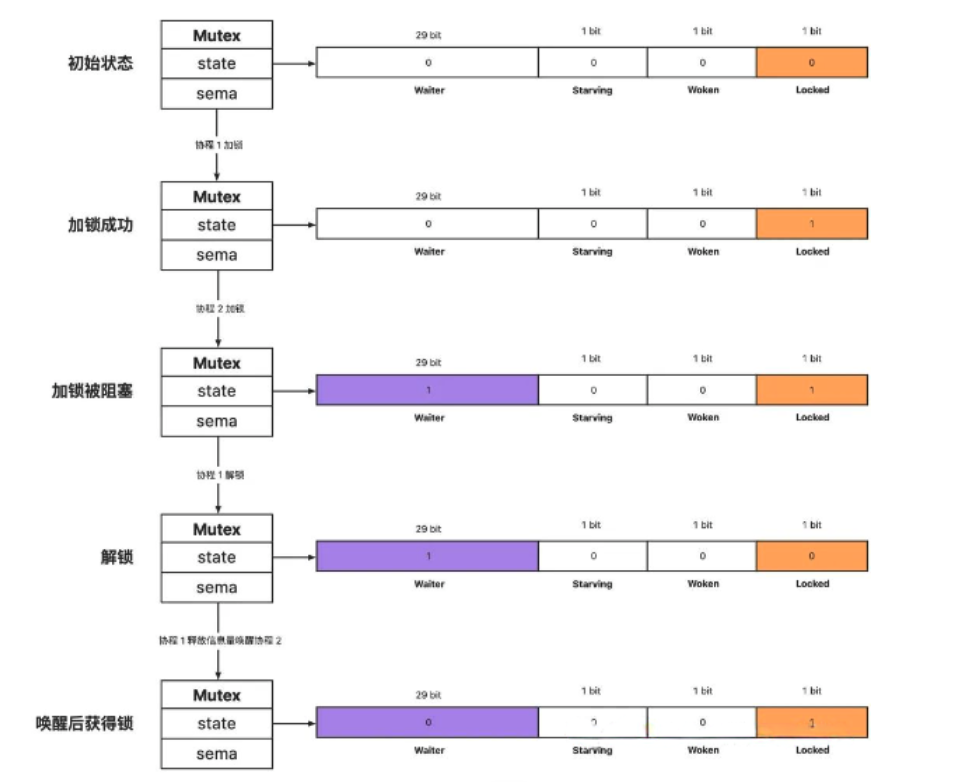 Mutex
29 bit 1 bit 1 bit 1 bit
初始状态 state 0 0 0 0
sema Waiter Starving Woken Locked
协程 1 加锁
Mutex
29 bit 1 bit 1 bit 1 bit
加锁成功 state 0 0 0 1
sema Waiter Starving Woken Locked
协程 2 加锁
Mutex
29 bit 1 bit 1 bit 1 bit
加锁被阻塞 state 1 0 0 1
sema Waiter Starving Woken Locked
协程 1 解锁
Mutex
29 bit 1 bit 1 bit 1 bit
解锁 state 1 0 0 0
sema Waiter Starving Woken Locked
协程 1 释放信息量唤醒协程 2
Mutex
29 bit 1 bit 1 bit 1 bit
唤醒后获得锁 state 0 0 1
sema Waiter Starving Woken Locked